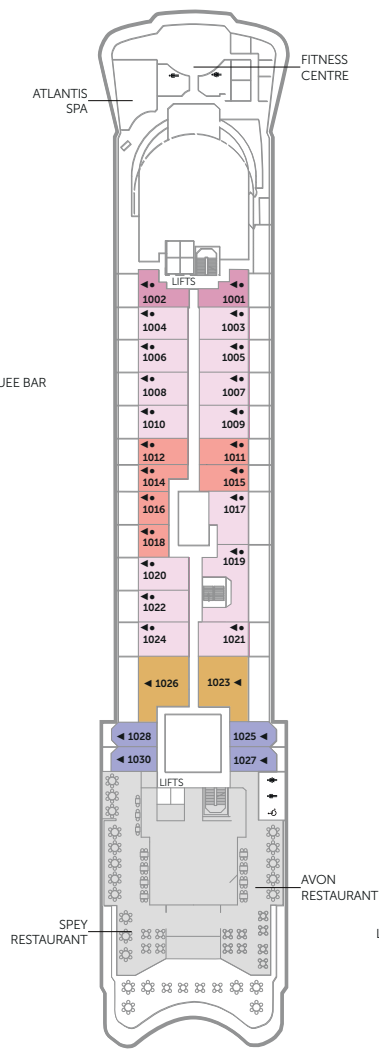 FITNESS
CENTRE
ATLANTIS
SPA
LIFTS
1002 1001
1004 1003
1006 1005
UEE BAR
1008 1007
1010 1009
1012 1011
1014 1015
1016 1017
1018
1019
1020
1022
1024 1021
1026 1023
1028 1025
1030 1027
LIFTS
AVON
RESTAURANT
SPEY
RESTAURANT
L